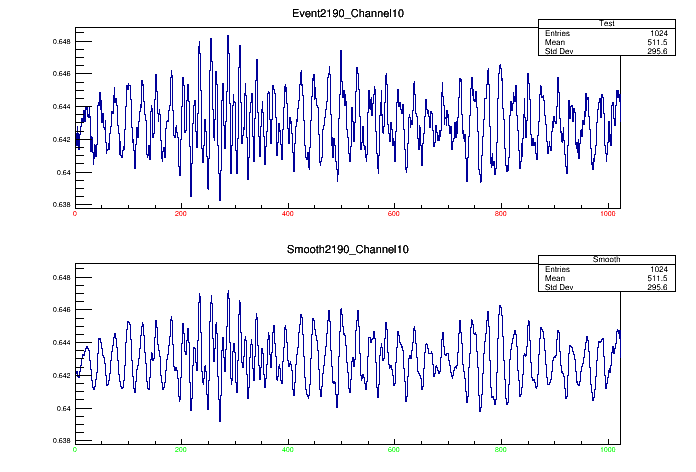 Event2190_Channel10
Test
Entries 1024
Mean 511.5
Std Dev 295.6
0.648
0.646
0.644
0.642
0.64
0.638
0 200 400 600 800 1000
Smooth2190_Channel10
Smooth
Entries 1024
Mean 511.5
Std Dev 295.6
0.648
0.646
0.644
0.642
0.64
0.638
0 200 400 600 800 1000